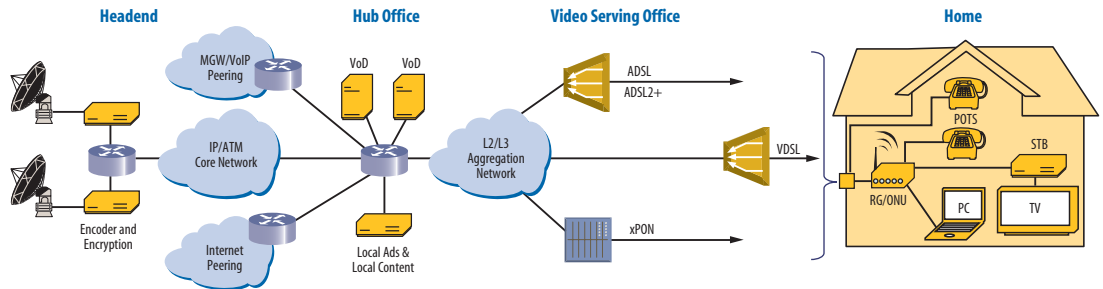 Headend
Hub Office
Video Serving Office
Home
MGW/VoIP
Peering
VoD
VoD
ADSL
ADSL2+
POTS
IP/ATM
Core Network
L2/L3
Aggregation
Network
VDSL
STB
RG/ONU
PC
TV
Encoder and
Encryption
Internet
Peering
Local Ads &
Local Content
xPON